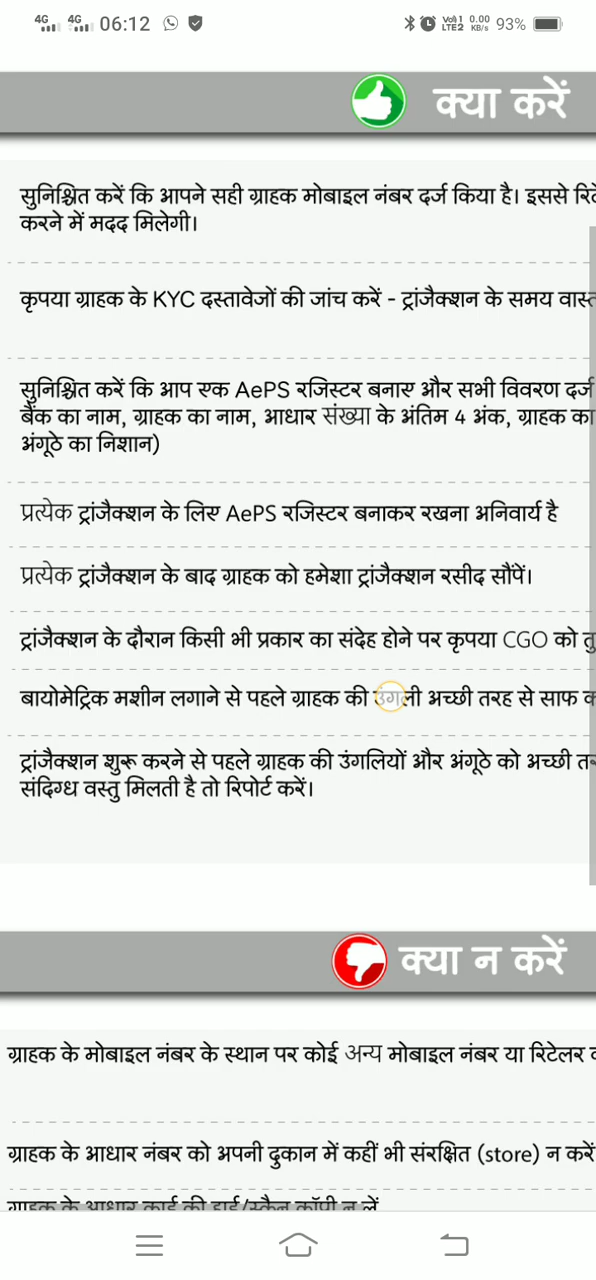 4G 4G 06:12 Vo) 1 LTE2 0.00 KB/s 93%
क्या करें
सुनिश्चित करें कि आपने सही ग्राहक मोबाइल नंबर दर्ज किया है। इससे
करने में मदद मिलेगी।
कृपया ग्राहक के KYC दस्तावेजों की जांच करें - ट्रांजैक्शन के समय
सुनिश्चित करें कि आप एक AePS रजिस्टर बनाए और सभी विवरण दर्ज
बैंक का नाम, ग्राहक का नाम, आधार संख्या के अंतिम 4 अंक, ग्राहक का
अंगूठे का निशान)
प्रत्येक ट्रांजैक्शन के लिए AePS रजिस्टर बनाकर रखना अनिवार्य है
प्रत्येक ट्रांजैक्शन के बाद ग्राहक को हमेशा ट्रांजैक्शन रसीद सौंपें।
ट्रांजैक्शन के दौरान किसी भी प्रकार का संदेह होने पर कृपया CGO को
बायोमेट्रिक मशीन लगाने से पहले ग्राहक की उंगली अच्छी तरह से साफ
ट्रांजैक्शन शुरू करने से पहले ग्राहक की उंगलियों और अंगूठे को अच्छी
संदिग्ध वस्तु मिलती है तो रिपोर्ट करें।
क्या न करें
ग्राहक के मोबाइल नंबर के स्थान पर कोई अन्य मोबाइल नंबर या रिटेलर
ग्राहक के आधार नंबर को अपनी दुकान में कहीं भी संरक्षित (store) न करें
ग्राहक के आधार कार्ड की हार्ड/स्कैन कॉपी न लें